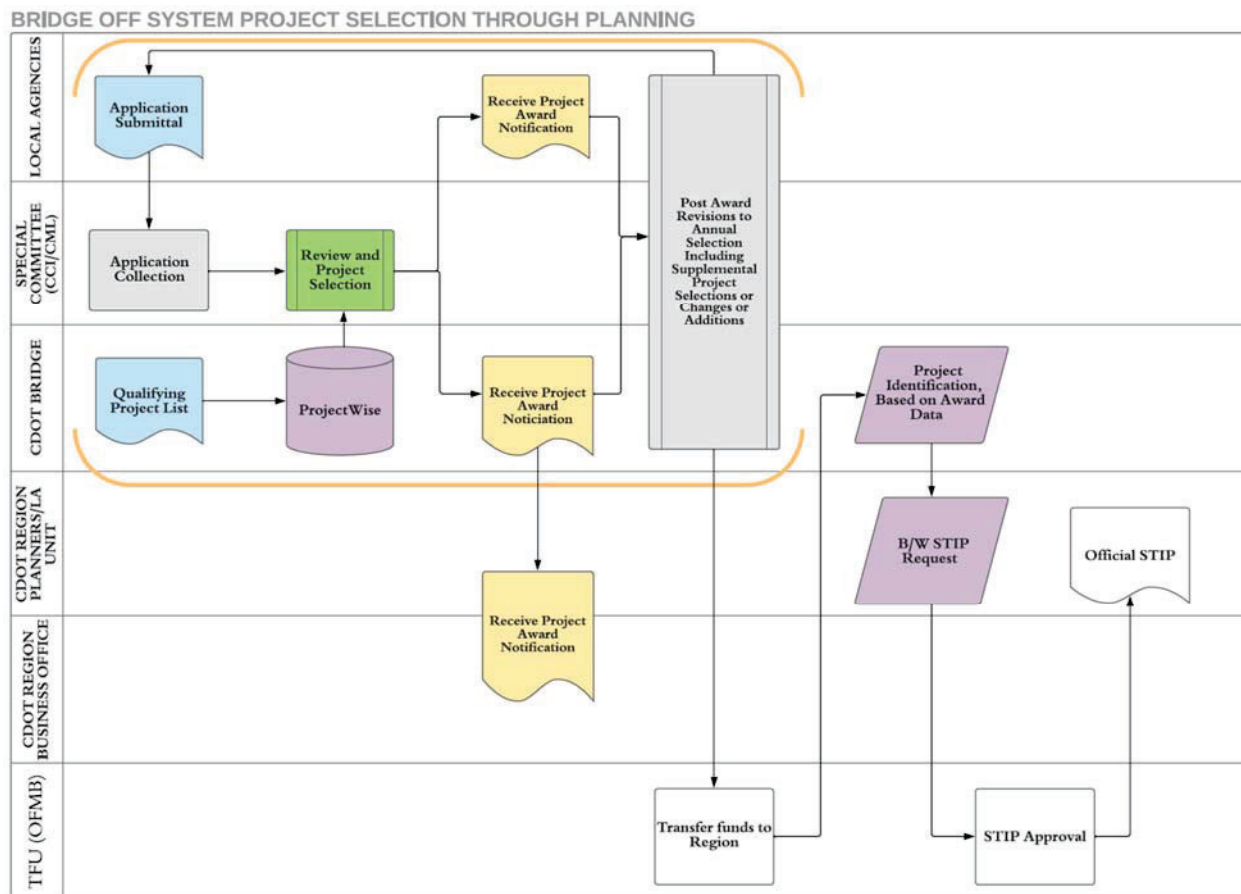 BRIDGE OFF SYSTEM PROJECT SELECTION THROUGH PLANNING
LOCAL AGENCIES
Application
Submittal
Receive Project
Award
Notification
SPECIAL
COMMITTEE
(CCI/CML)
Application
Collection
Review and
Project
Selection
Post Award
Revisions to
Annual
Selection
Including
Supplemental
Project
Selections or
Changes or
Additions
CDOT BRIDGE
Qualifying
Project List
ProjectWise
Receive Project
Award
Noticiation
Project
Identification,
Based on Award
Data
CDOT REGION
PLANNERS/LA
UNIT
B/W STIP
Request
Official STIP
CDOT REGION
BUSINESS OFFICE
Receive Project
Award
Notification
TFU (OFMB)
Transfer funds to
Region
STIP Approval